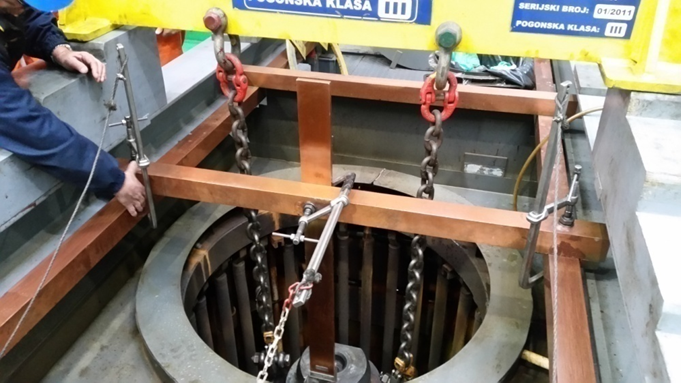 POGONSKA KLASA III
SERIJSKI BROJ: 01/2011
POGONSKA KLASA: III